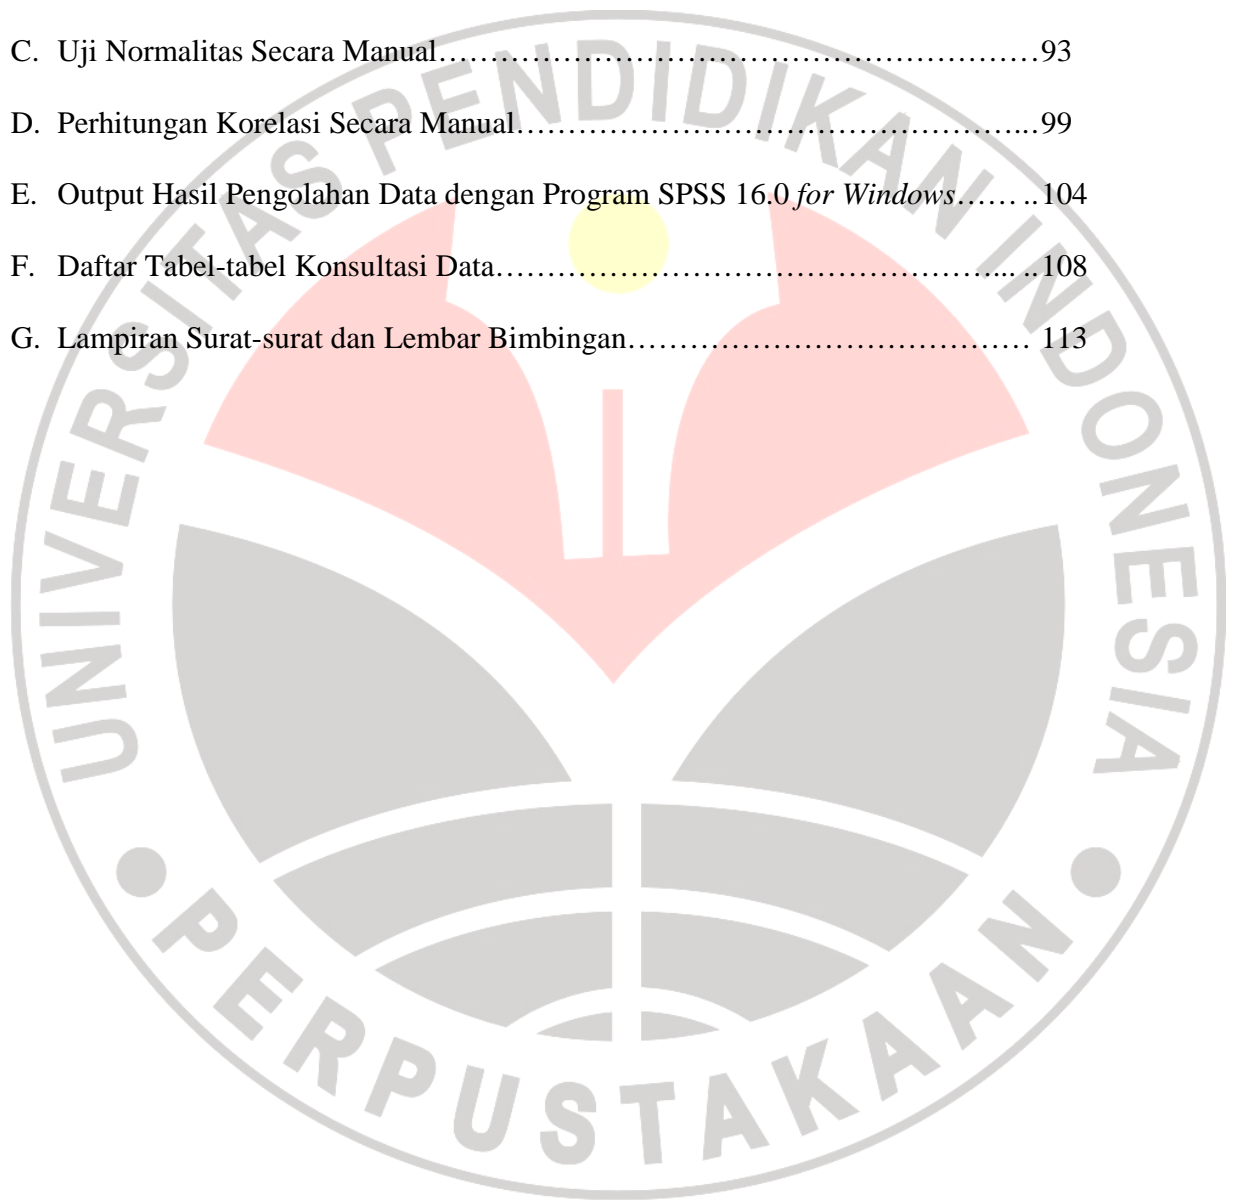 C. Uji Normalitas Secara Manual……………………………………………………93
D. Perhitungan Korelasi Secara Manual…………………………………………...99
E. Output Hasil Pengolahan Data dengan Program SPSS 16.0 for Windows…… ..104
F. Daftar Tabel-tabel Konsultasi Data…………………………………………... ..108
G. Lampiran Surat-surat dan Lembar Bimbingan………………………………… 113
UNIVERSITAS PENDIDIKAN INDONESIA
PERPUSTAKAAN